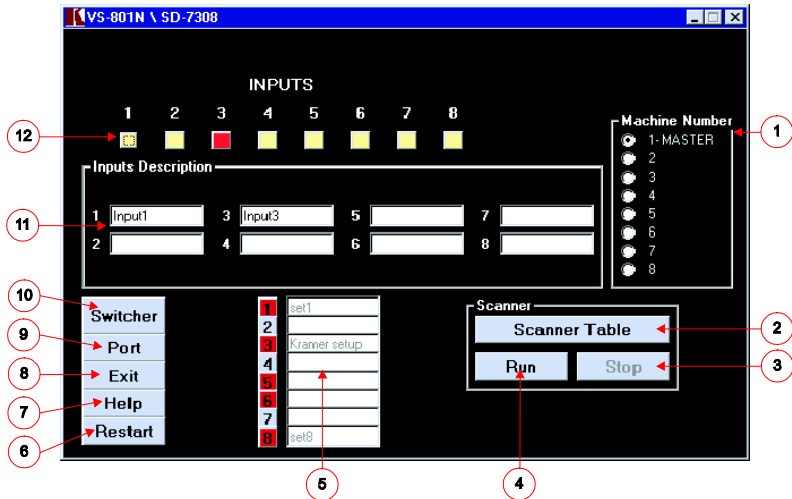 VS-801N \ SD-7308
INPUTS
1 2 3 4 5 6 7 8
12
Machine Number
1
1- MASTER
2
3
4
5
6
7
8
Inputs Description
11
1 Input1 3 Input3 5 7
2 4 6 8
10
9
8
7
6
Switcher
Port
Exit
Help
Restart
1 set1
2
3 Kramer setup
4
5
6
7
8 set8
5
Scanner
Scanner Table
2
Run
Stop
3
4